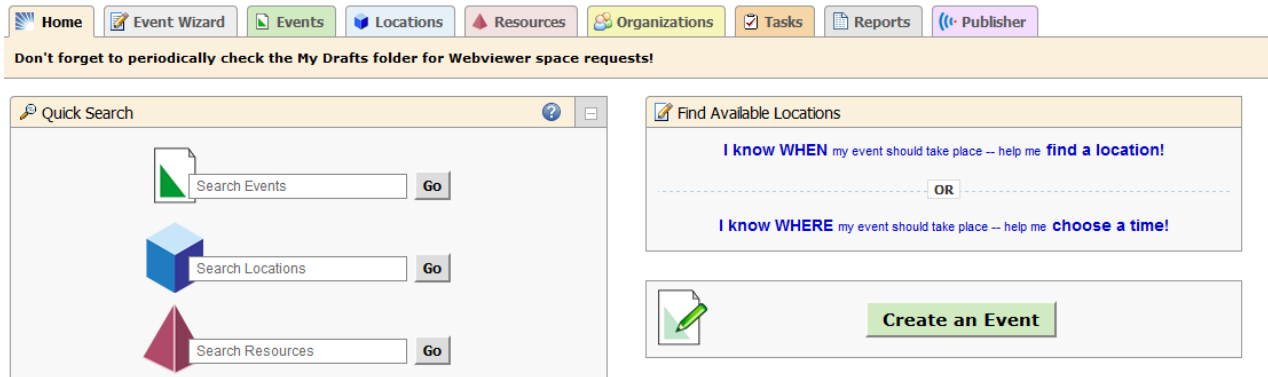 Home Event Wizard Events Locations Resources Organizations Tasks Reports Publisher
Don't forget to periodically check the My Drafts folder for Webviewer space requests!
Quick Search
Search Events Go
Search Locations Go
Search Resources Go
Find Available Locations
I know WHEN my event should take place -- help me find a location!
OR
I know WHERE my event should take place -- help me choose a time!
Create an Event